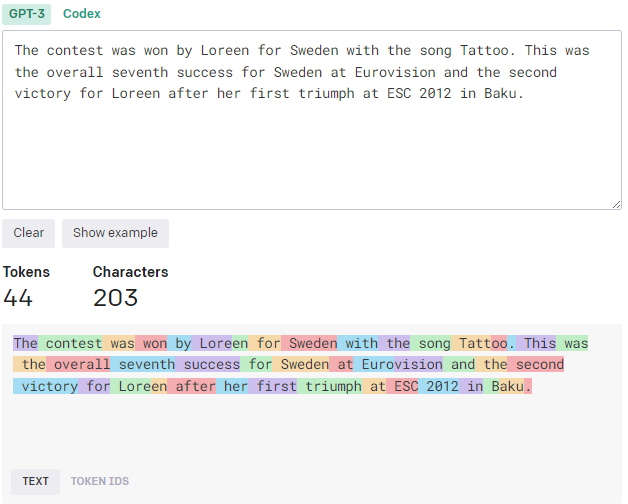 GPT-3 Codex
The contest was won by Loreen for Sweden with the song Tattoo. This was
the overall seventh success for Sweden at Eurovision and the second
victory for Loreen after her first triumph at ESC 2012 in Baku.
Clear Show example
Tokens Characters
44 203
The contest was won by Loreen for Sweden with the song Tattoo. This was
the overall seventh success for Sweden at Eurovision and the second
victory for Loreen after her first triumph at ESC 2012 in Baku.
TEXT TOKEN IDS